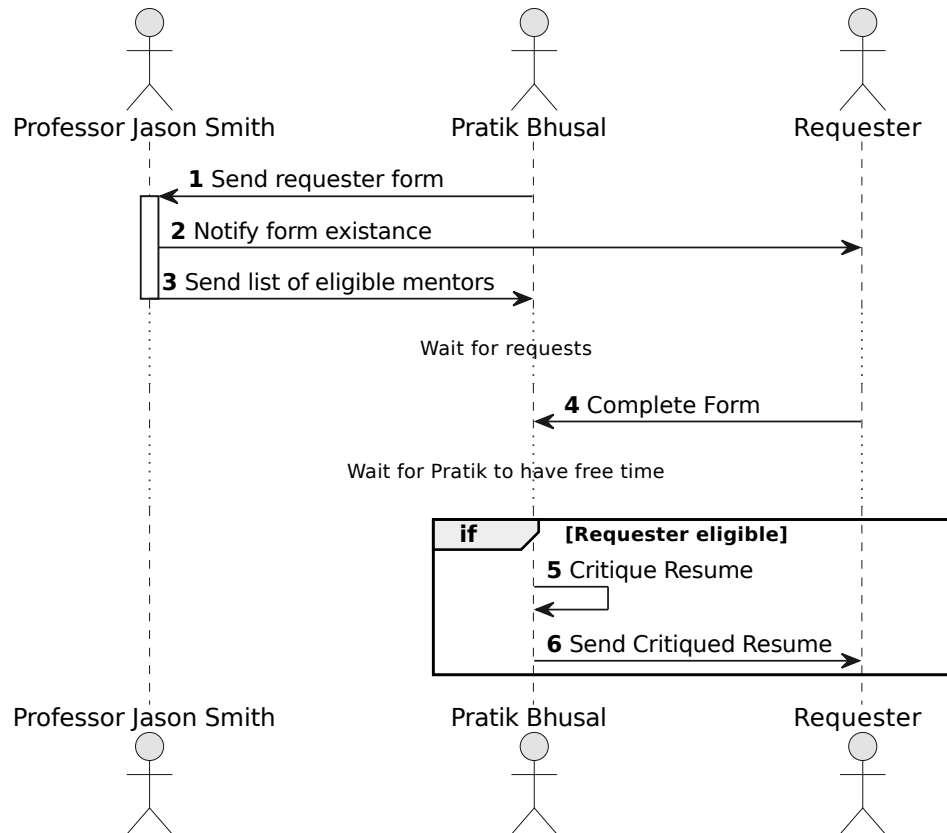 Professor Jason Smith
Pratik Bhusal
Requester
1 Send requester form
2 Notify form existance
3 Send list of eligible mentors
Wait for requests
4 Complete Form
Wait for Pratik to have free time
if
[Requester eligible]
5 Critique Resume
6 Send Critiqued Resume
Professor Jason Smith
Pratik Bhusal
Requester